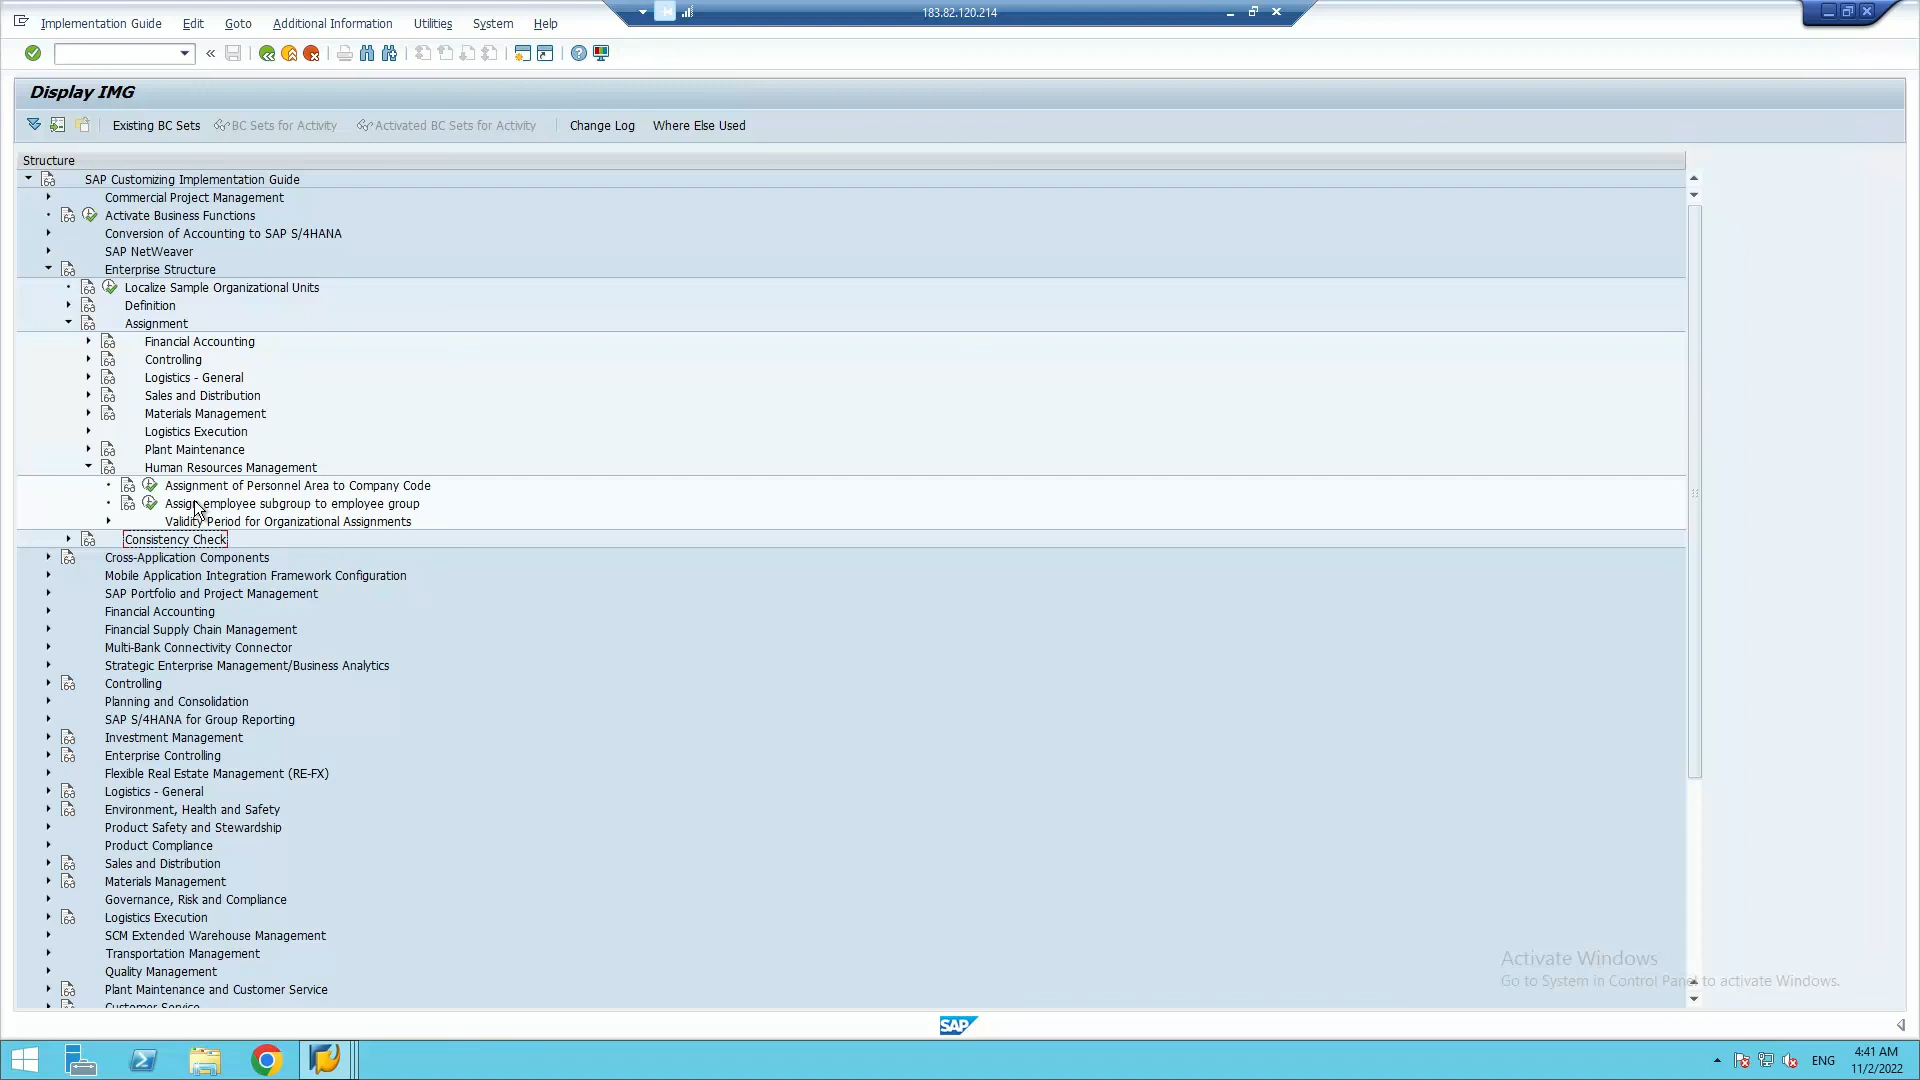 183.82.120.214
Implementation Guide Edit Goto Additional Information Utilities System Help
Display IMG
Existing BC Sets BC Sets for Activity Activated BC Sets for Activity Change Log Where Else Used
Structure
SAP Customizing Implementation Guide
Commercial Project Management
Activate Business Functions
Conversion of Accounting to SAP S/4HANA
SAP NetWeaver
Enterprise Structure
Localize Sample Organizational Units
Definition
Assignment
Financial Accounting
Controlling
Logistics - General
Sales and Distribution
Materials Management
Logistics Execution
Plant Maintenance
Human Resources Management
Assignment of Personnel Area to Company Code
Assign employee subgroup to employee group
Validity Period for Organizational Assignments
Consistency Check
Cross-Application Components
Mobile Application Integration Framework Configuration
SAP Portfolio and Project Management
Financial Accounting
Financial Supply Chain Management
Multi-Bank Connectivity Connector
Strategic Enterprise Management/Business Analytics
Controlling
Planning and Consolidation
SAP S/4HANA for Group Reporting
Investment Management
Enterprise Controlling
Flexible Real Estate Management (RE-FX)
Logistics - General
Environment, Health and Safety
Product Safety and Stewardship
Product Compliance
Sales and Distribution
Materials Management
Governance, Risk and Compliance
Logistics Execution
SCM Extended Warehouse Management
Transportation Management
Quality Management
Plant Maintenance and Customer Service
Customer Service
Activate Windows
Go to System in Control Panel to activate Windows.
SAP
ENG
4:41 AM
11/2/2022